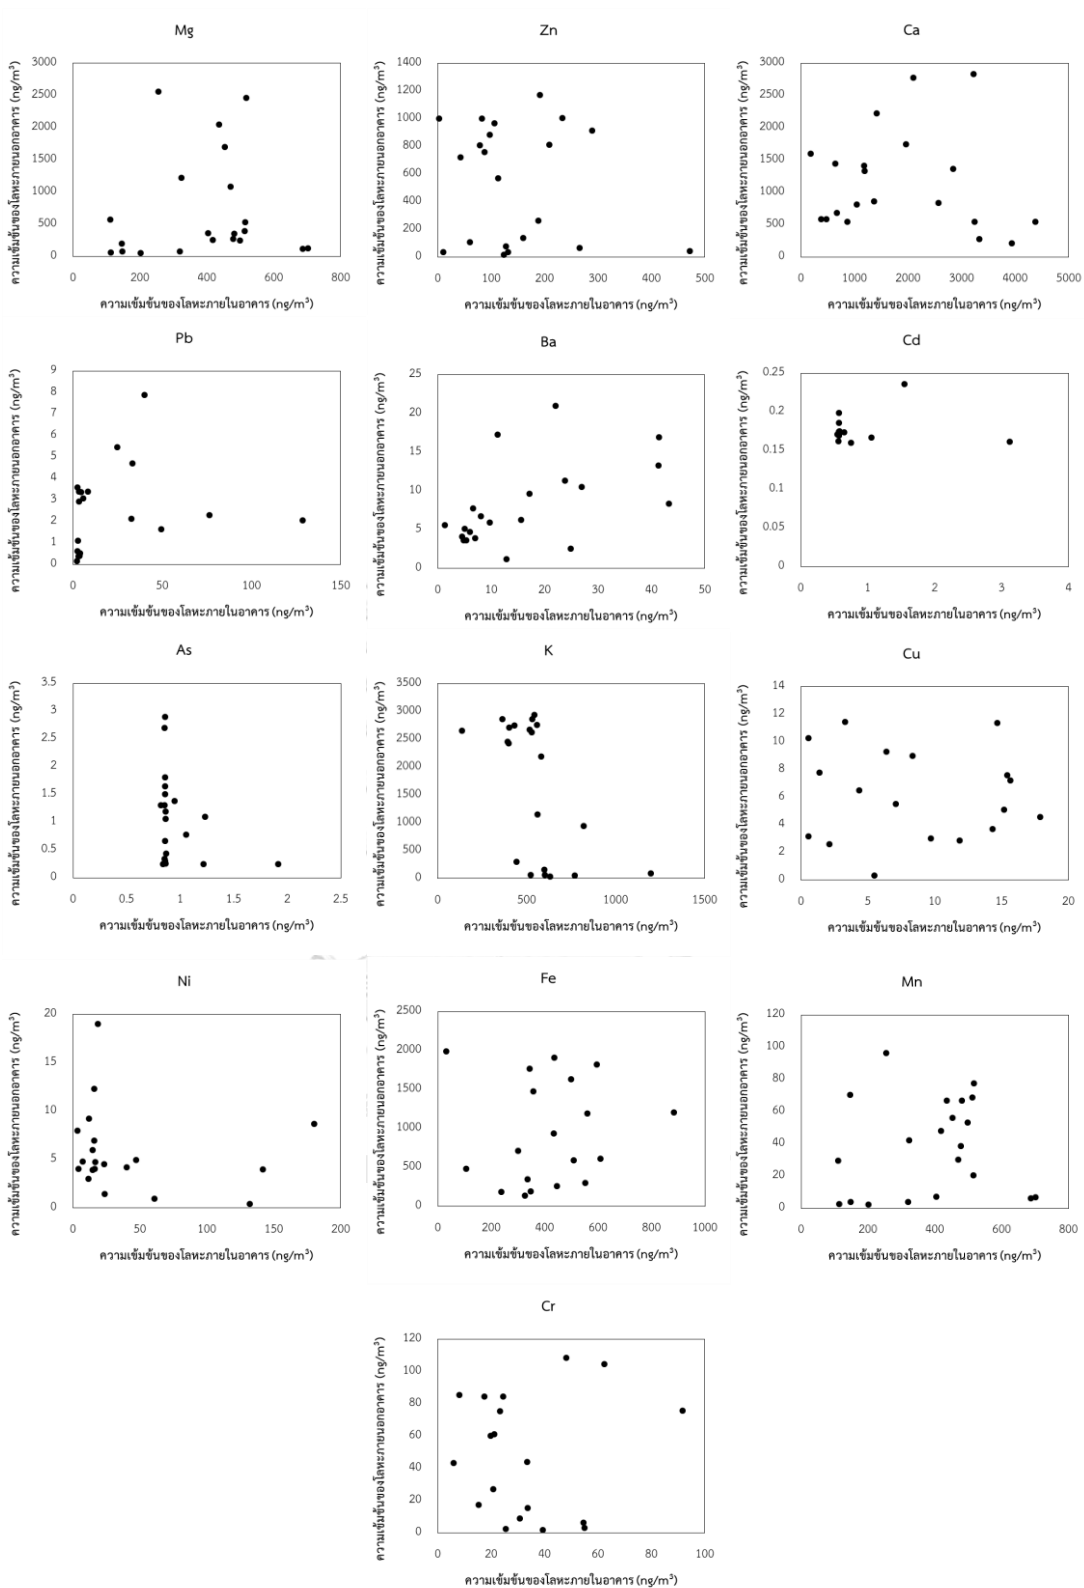 Mg
ความเข้มข้นของโลหะภายนอกอาคาร (ng/m³)
3000
2500
2000
1500
1000
500
0
0 200 400 600 800
ความเข้มข้นของโลหะภายในอาคาร (ng/m³)
Zn
ความเข้มข้นของโลหะภายนอกอาคาร (ng/m³)
1400
1200
1000
800
600
400
200
0
0 100 200 300 400 500
ความเข้มข้นของโลหะภายในอาคาร (ng/m³)
Ca
ความเข้มข้นของโลหะภายนอกอาคาร (ng/m³)
3000
2500
2000
1500
1000
500
0
0 1000 2000 3000 4000 5000
ความเข้มข้นของโลหะภายในอาคาร (ng/m³)
Pb
ความเข้มข้นของโลหะภายนอกอาคาร (ng/m³)
9
8
7
6
5
4
3
2
1
0
0 50 100 150
ความเข้มข้นของโลหะภายในอาคาร (ng/m³)
Ba
ความเข้มข้นของโลหะภายนอกอาคาร (ng/m³)
25
20
15
10
5
0
0 10 20 30 40 50
ความเข้มข้นของโลหะภายในอาคาร (ng/m³)
Cd
ความเข้มข้นของโลหะภายนอกอาคาร (ng/m³)
0.25
0.2
0.15
0.1
0.05
0
0 1 2 3 4
ความเข้มข้นของโลหะภายในอาคาร (ng/m³)
As
ความเข้มข้นของโลหะภายนอกอาคาร (ng/m³)
3.5
3
2.5
2
1.5
1
0.5
0
0 0.5 1 1.5 2 2.5
ความเข้มข้นของโลหะภายในอาคาร (ng/m³)
K
ความเข้มข้นของโลหะภายนอกอาคาร (ng/m³)
3500
3000
2500
2000
1500
1000
500
0
0 500 1000 1500
ความเข้มข้นของโลหะภายในอาคาร (ng/m³)
Cu
ความเข้มข้นของโลหะภายนอกอาคาร (ng/m³)
14
12
10
8
6
4
2
0
0 5 10 15 20
ความเข้มข้นของโลหะภายในอาคาร (ng/m³)
Ni
ความเข้มข้นของโลหะภายนอกอาคาร (ng/m³)
20
15
10
5
0
0 50 100 150 200
ความเข้มข้นของโลหะภายในอาคาร (ng/m³)
Fe
ความเข้มข้นของโลหะภายนอกอาคาร (ng/m³)
2500
2000
1500
1000
500
0
0 200 400 600 800 1000
ความเข้มข้นของโลหะภายในอาคาร (ng/m³)
Mn
ความเข้มข้นของโลหะภายนอกอาคาร (ng/m³)
120
100
80
60
40
20
0
0 200 400 600 800
ความเข้มข้นของโลหะภายในอาคาร (ng/m³)
Cr
ความเข้มข้นของโลหะภายนอกอาคาร (ng/m³)
120
100
80
60
40
20
0
0 20 40 60 80 100
ความเข้มข้นของโลหะภายในอาคาร (ng/m³)